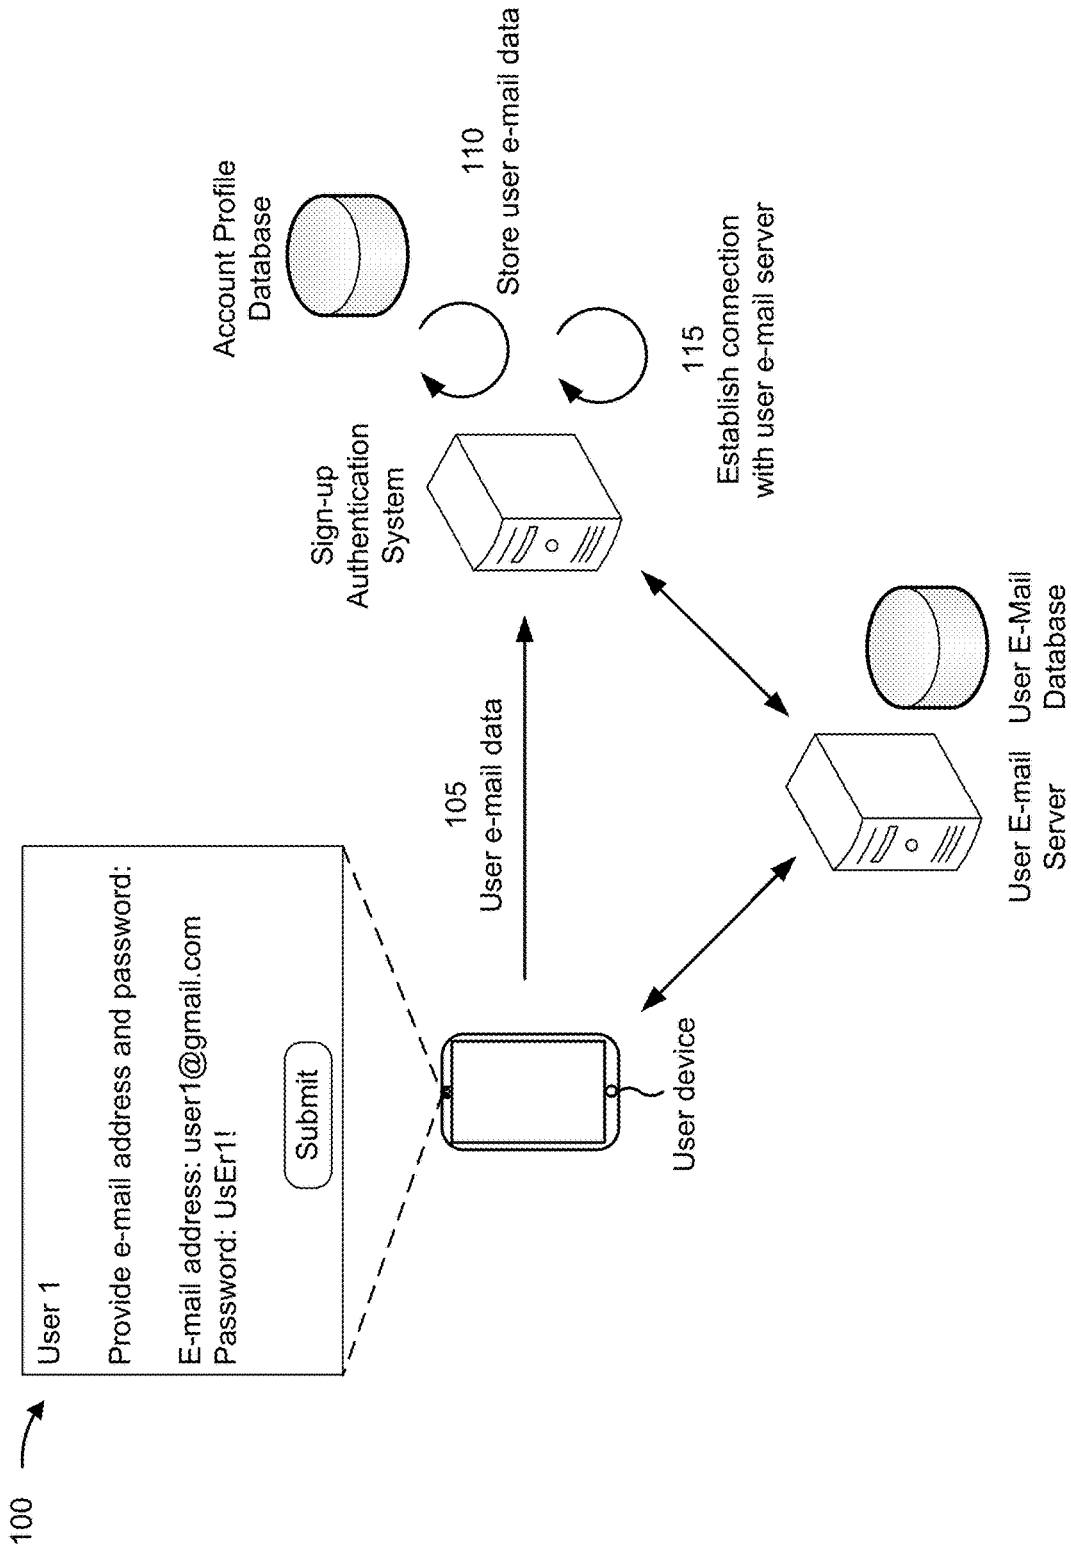 100
User 1
Provide e-mail address and password:
E-mail address: user1@gmail.com
Password: UsEr1!
Submit
User device
105
User e-mail data
Sign-up
Authentication
System
Account Profile
Database
110
Store user e-mail data
115
Establish connection
with user e-mail server
User E-mail
Server
User E-Mail
Database